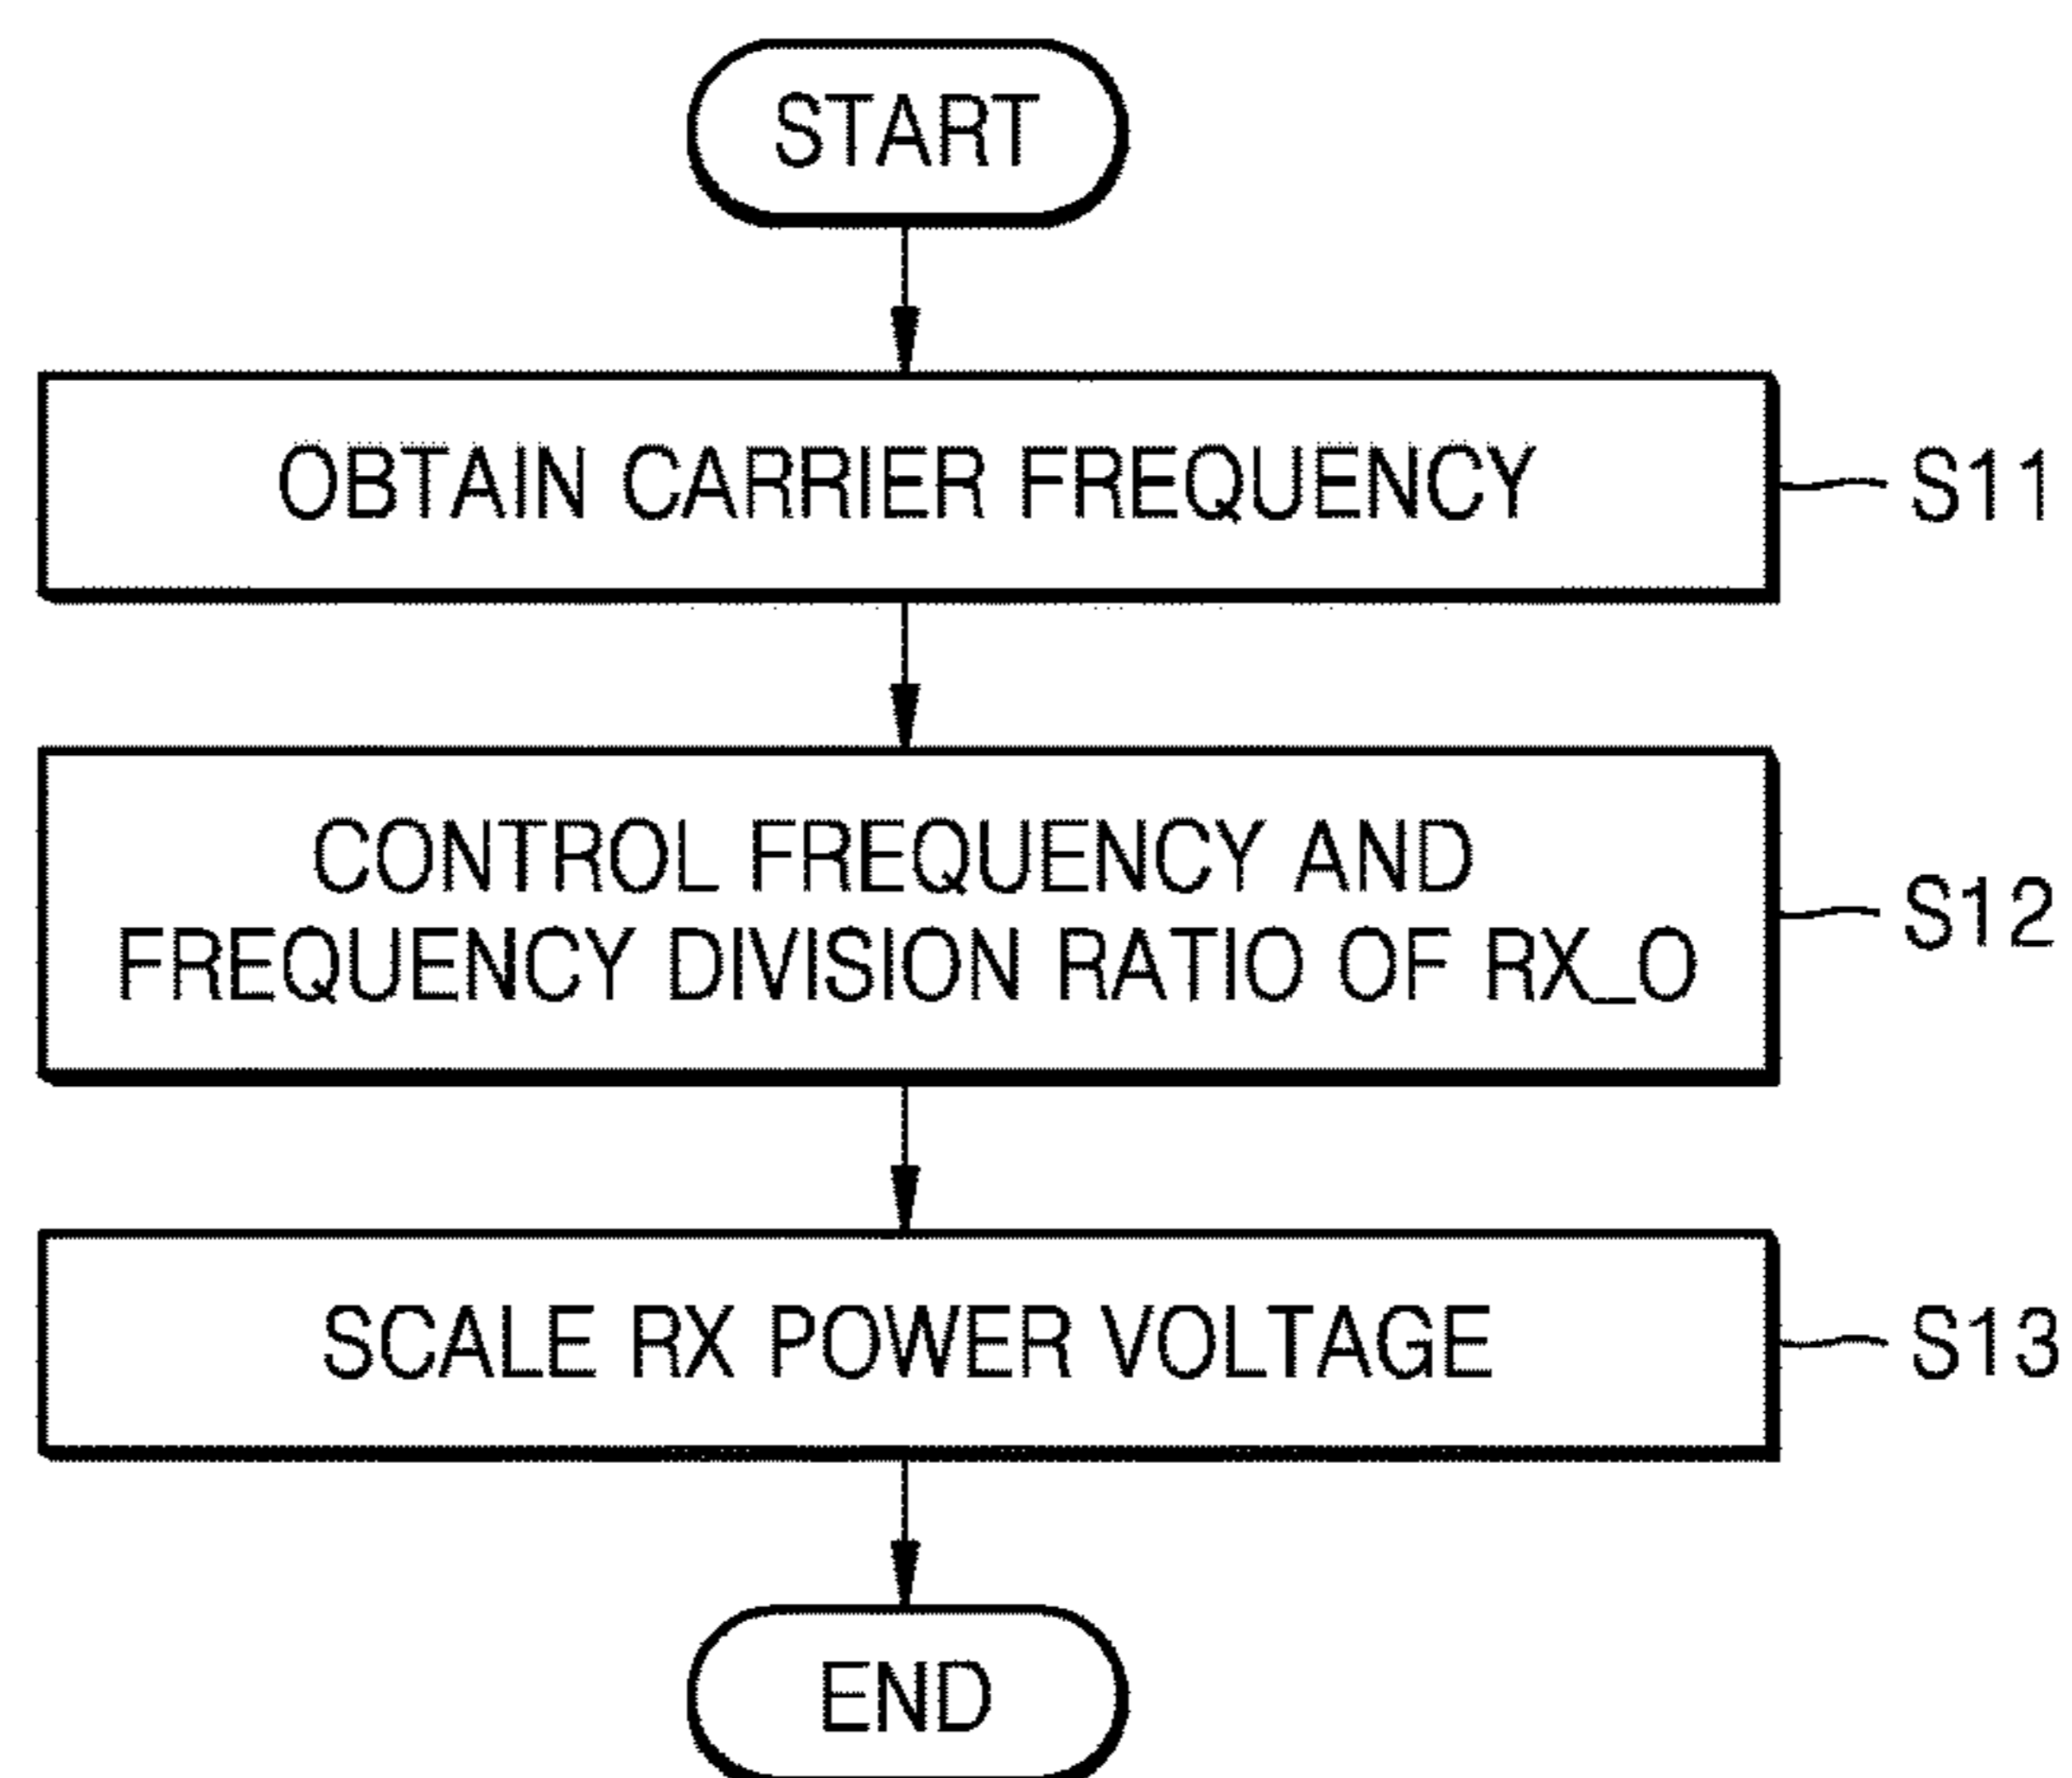 START
OBTAIN CARRIER FREQUENCY
S11
CONTROL FREQUENCY AND
FREQUENCY DIVISION RATIO OF RX_O
S12
SCALE RX POWER VOLTAGE
S13
END